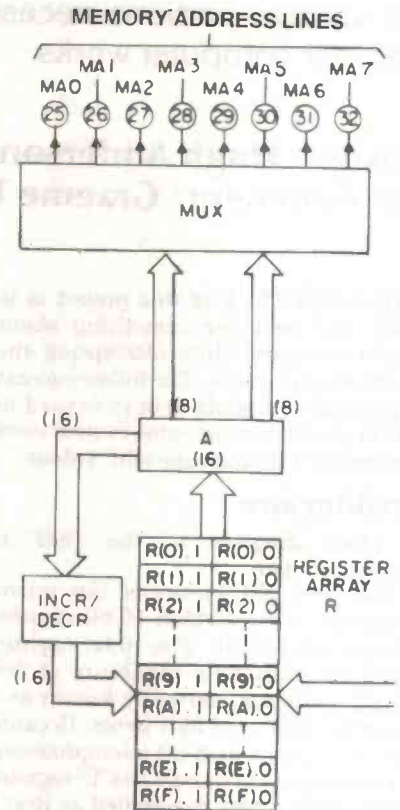 MEMORY ADDRESS LINES
MA1 MA3 MA5 MA7
MA0 MA2 MA4 MA6
25 26 27 28 29 30 31 32
MUX
(8) (8)
(16)
A
(16)
R(0).1 R(0).0
R(1).1 R(1).0
R(2).1 R(2).0
REGISTER
ARRAY
R
INCR/
DECR
(16)
R(9).1 R(9).0
R(A).1 R(A).0
R(E).1 R(E).0
R(F).1 R(F).0